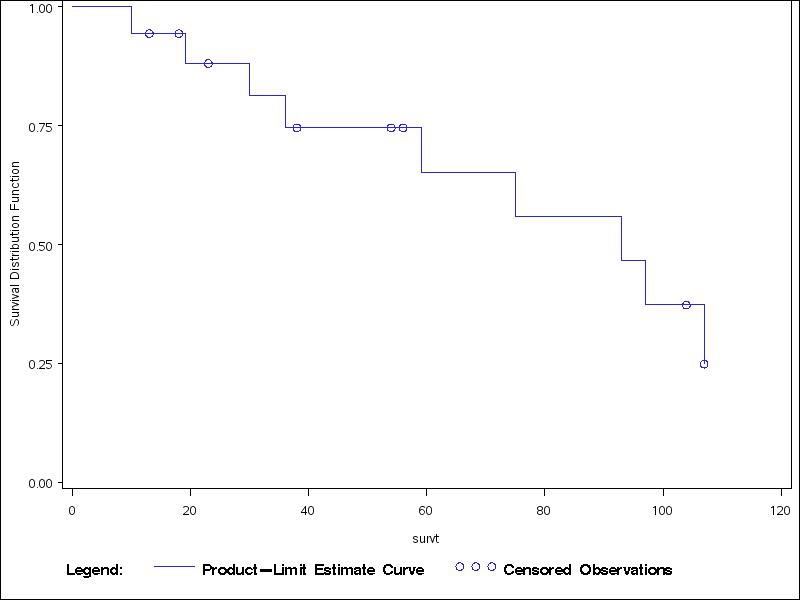 1.00
0.75
0.50
0.25
0.00
Survival Distribution Function
0 20 40 60 80 100 120
survt
Legend: Product-Limit Estimate Curve Censored Observations